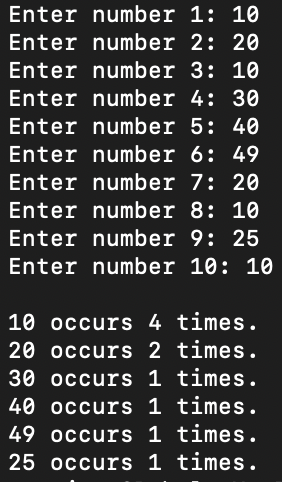 Enter number 1: 10
Enter number 2: 20
Enter number 3: 10
Enter number 4: 30
Enter number 5: 40
Enter number 6: 49
Enter number 7: 20
Enter number 8: 10
Enter number 9: 25
Enter number 10: 10
10 occurs 4 times.
20 occurs 2 times.
30 occurs 1 times.
40 occurs 1 times.
49 occurs 1 times.
25 occurs 1 times.